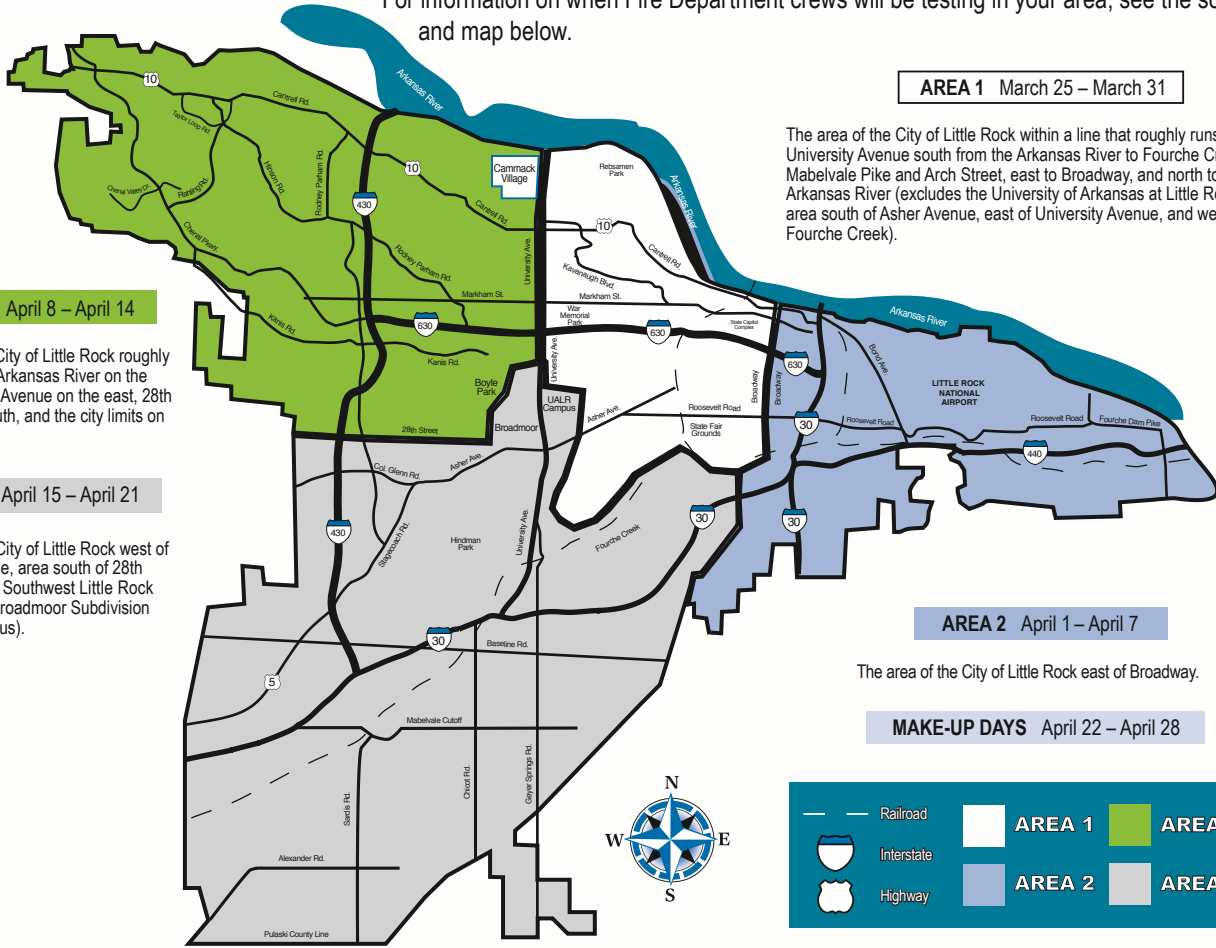 For information on when Fire Department crews will be testing in your area, see the
and map below.
AREA 1 March 25 – March 31
The area of the City of Little Rock within a line that roughly runs
University Avenue south from the Arkansas River to Fourche
Mabelvale Pike and Arch Street, east to Broadway, and north to
Arkansas River (excludes the University of Arkansas at Little
area south of Asher Avenue, east of University Avenue, and
Fourche Creek).
April 8 – April 14
City of Little Rock roughly
Arkansas River on the
Avenue on the east, 28th
and the city limits on
April 15 – April 21
City of Little Rock west of
area south of 28th
Southwest Little Rock
Broadmoor Subdivision
AREA 2 April 1 – April 7
The area of the City of Little Rock east of Broadway.
MAKE-UP DAYS April 22 – April 28
Arkansas River
10
Cantrell Rd.
Taylor Loop Rd.
Hinson Rd.
Rodney Parham Rd.
Chenal Valley Dr.
Rahling Rd.
Chenal Pkwy.
430
10
Cantrell Rd.
Cammack
Village
Rebsamen
Park
Arkansas River
10
Cantrell Rd.
University Ave.
Rodney Parham Rd.
Kavanaugh Blvd.
Markham St.
Markham St.
War
Memorial
Park
State Capitol
Complex
Arkansas River
Kanis Rd.
630
630
630
Kanis Rd.
University Ave.
Boyle
Park
UALR
Campus
Broadway
Broadway
Bond Ave.
LITTLE ROCK
NATIONAL
AIRPORT
Asher Ave.
Roosevelt Road
Roosevelt Road
Roosevelt Road
Fourche Dam Pike
28th Street
Broadmoor
State Fair
Grounds
30
440
Col. Glenn Rd.
Asher Ave.
430
Stagecoach Rd.
Hindman
Park
University Ave.
Fourche Creek
30
30
30
Baseline Rd.
5
Mabelvale Cutoff
Sardis Rd.
Chicot Rd.
Geyer Springs Rd.
Alexander Rd.
Pulaski County Line
N
W
E
S
Railroad
Interstate
Highway
AREA 1
AREA 2
AREA
AREA